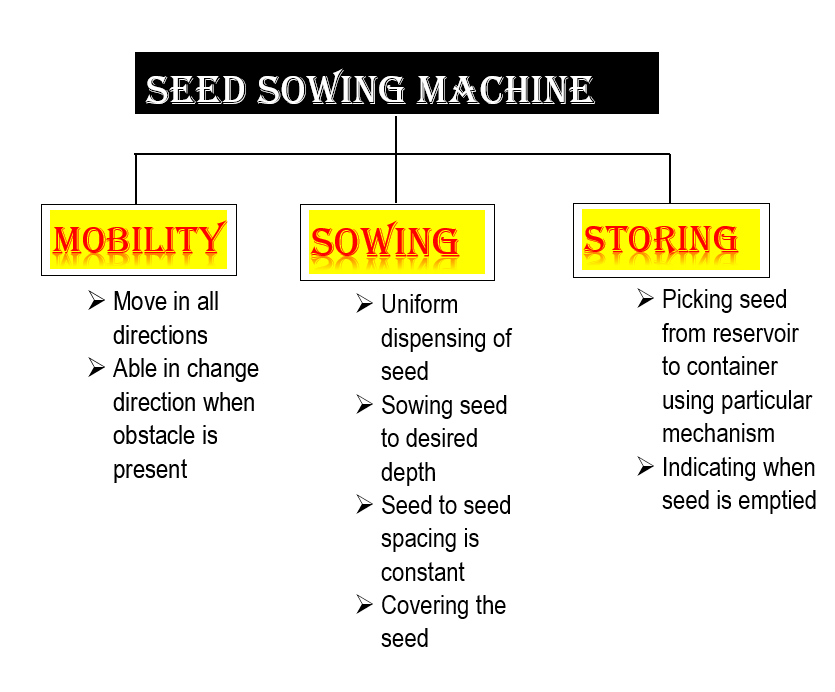 SEED SOWING MACHINE
MOBILITY
➢ Move in all
directions
➢ Able in change
direction when
obstacle is
present
SOWING
➢ Uniform
dispensing of
seed
➢ Sowing seed
to desired
depth
➢ Seed to seed
spacing is
constant
➢ Covering the
seed
STORING
➢ Picking seed
from reservoir
to container
using particular
mechanism
➢ Indicating when
seed is emptied